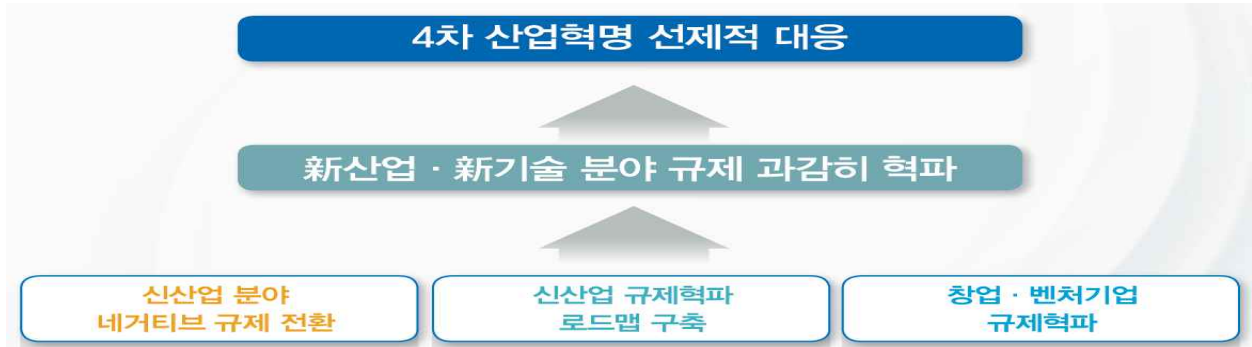 4차 산업혁명 선제적 대응
新산업 · 新기술 분야 규제 과감히 혁파
신산업 분야
네거티브 규제 전환
신산업 규제혁파
로드맵 구축
창업 · 벤처기업
규제혁파